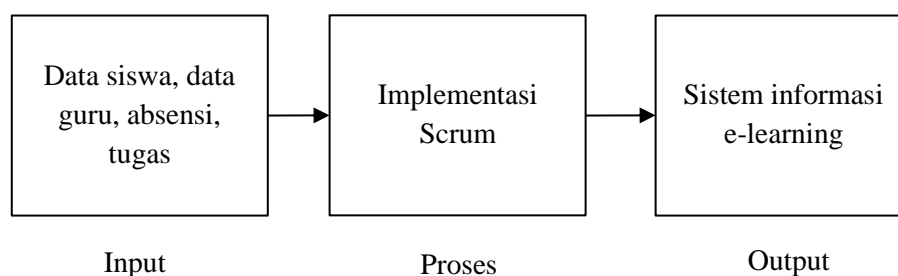 Data siswa, data
guru, absensi,
tugas
Implementasi
Scrum
Sistem informasi
e-learning
Input
Proses
Output